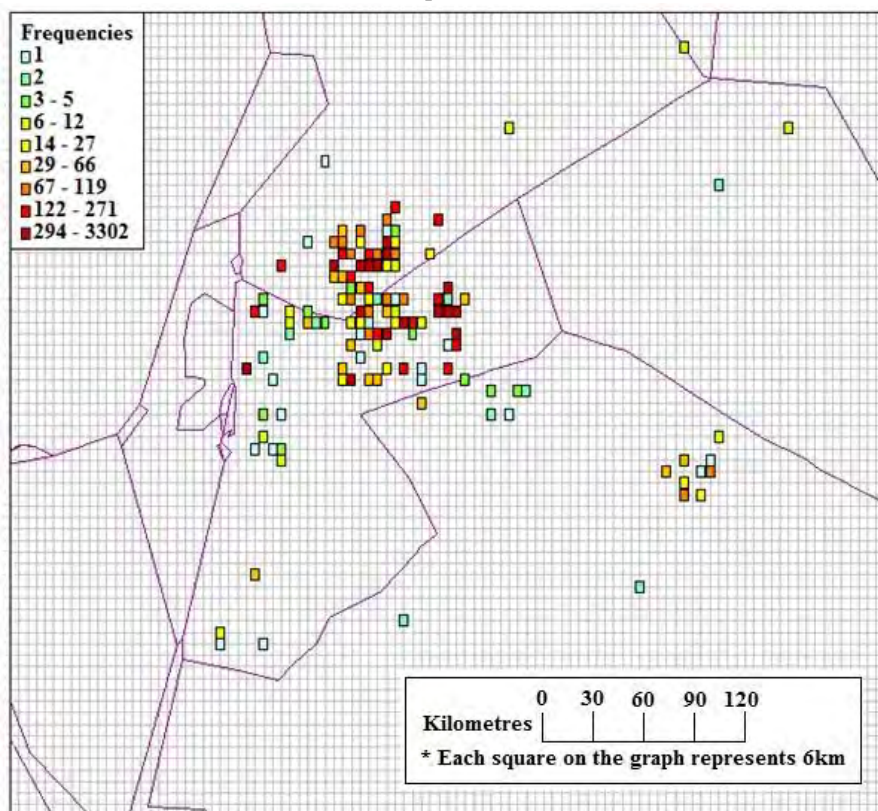 Frequencies
1
2
3 - 5
6 - 12
14 - 27
29 - 66
67 - 119
122 - 271
294 - 3302
0 30 60 90 120
Kilometres
* Each square on the graph represents 6km